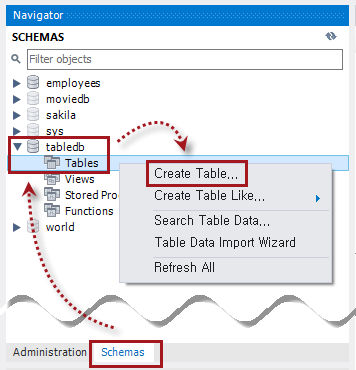 Navigator
SCHEMAS
Filter objects
employees
moviedb
sakila
sys
tabledb
Tables
Views
Stored Proc
Functions
world
Create Table...
Create Table Like...
Search Table Data...
Table Data Import Wizard
Refresh All
Administration
Schemas